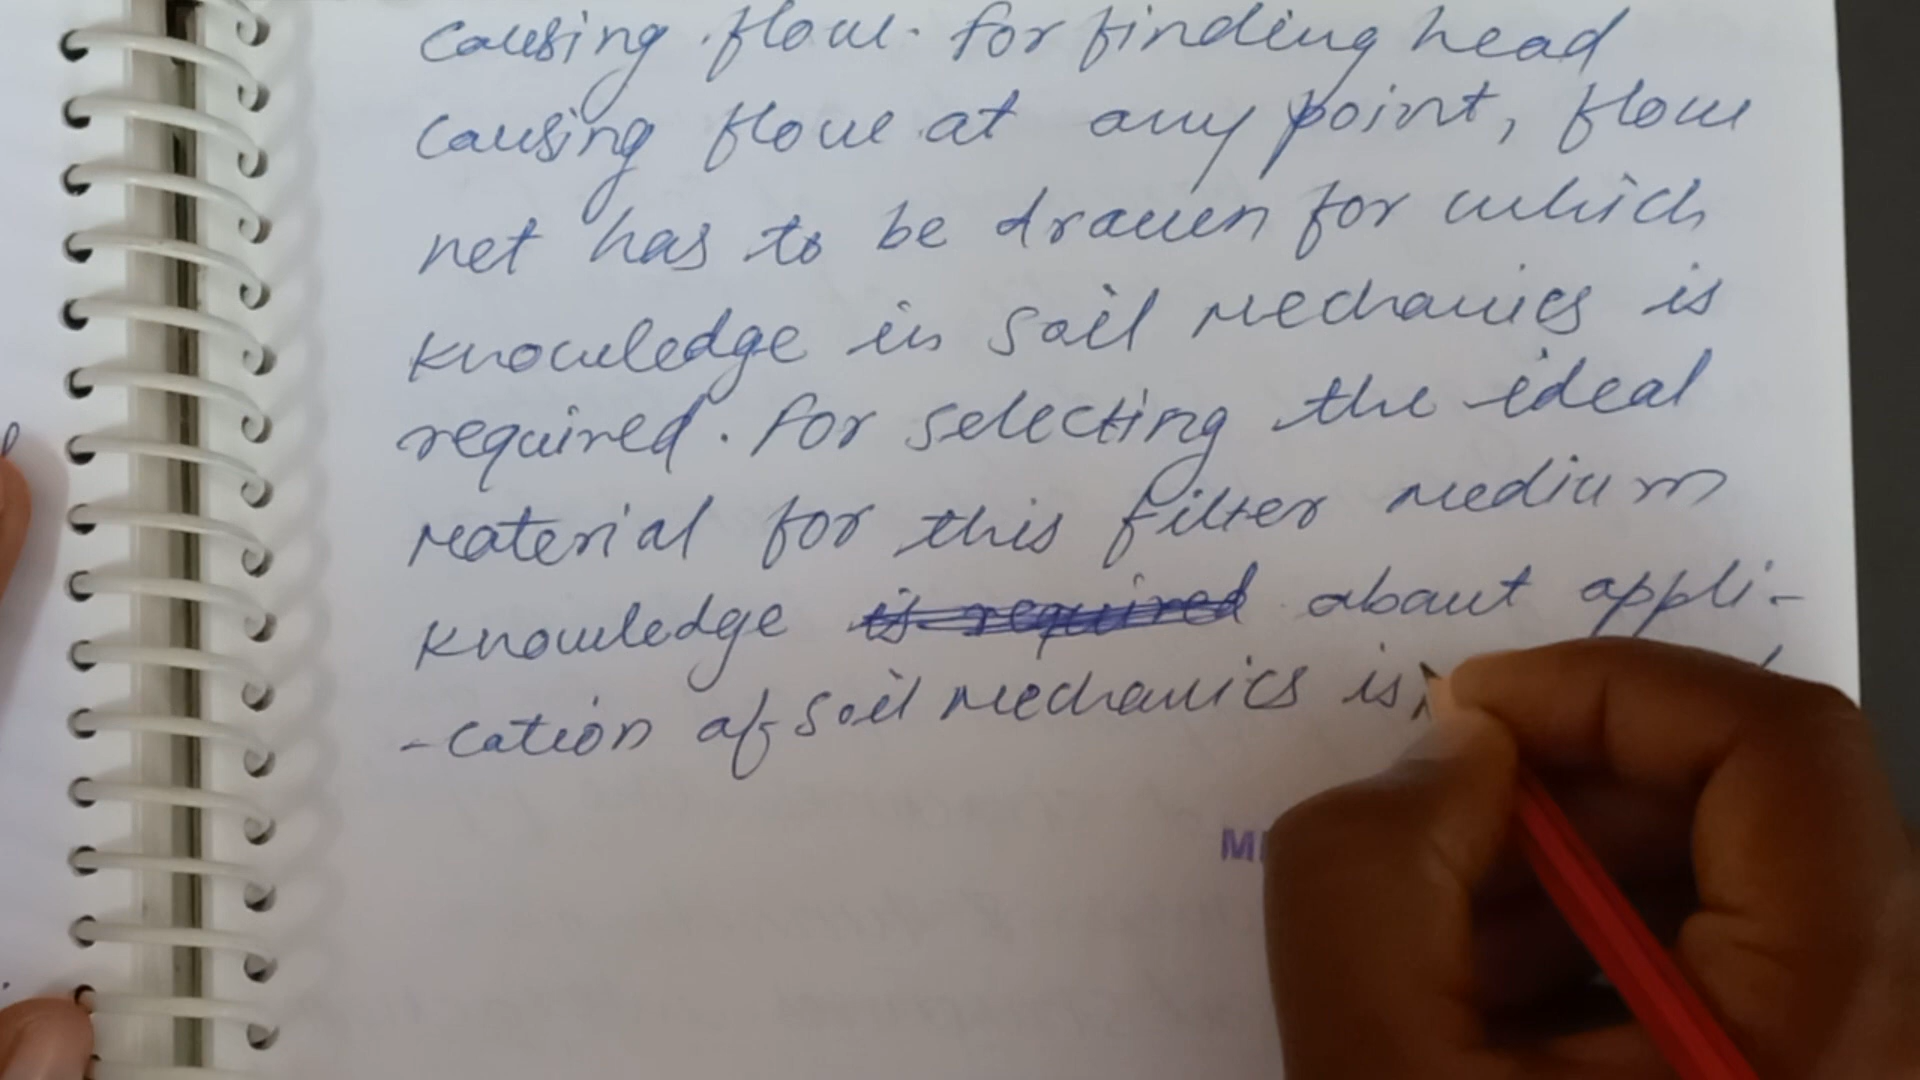 causing flow. for finding head
causing flow at any point, flow
net has to be drawn for which
knowledge in soil Mechanics is
required. for selecting the ideal
Material for this filter medium
knowledge is required about appli-
-cation of soil Mechanics is